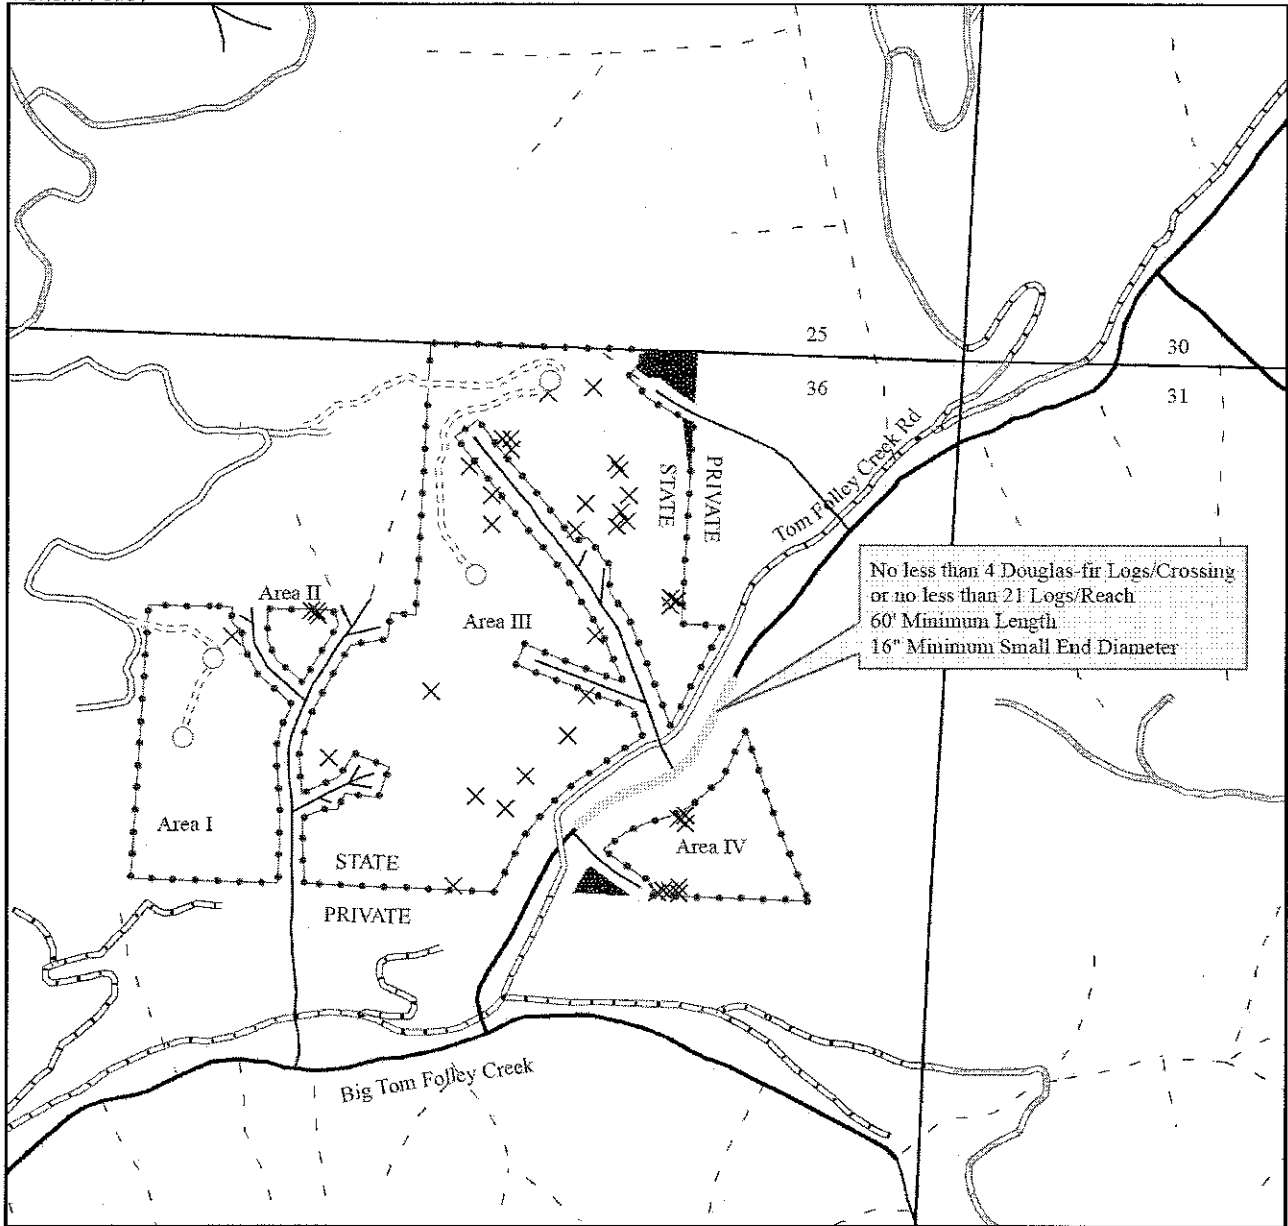 25
30
36
31
Tom Folley Creek Rd
PRIVATE
STATE
No less than 4 Douglas-fir Logs/Crossing
or no less than 21 Logs/Reach
60' Minimum Length
16" Minimum Small End Diameter
Area II
Area III
Area I
Area IV
STATE
PRIVATE
Big Tom Folley Creek